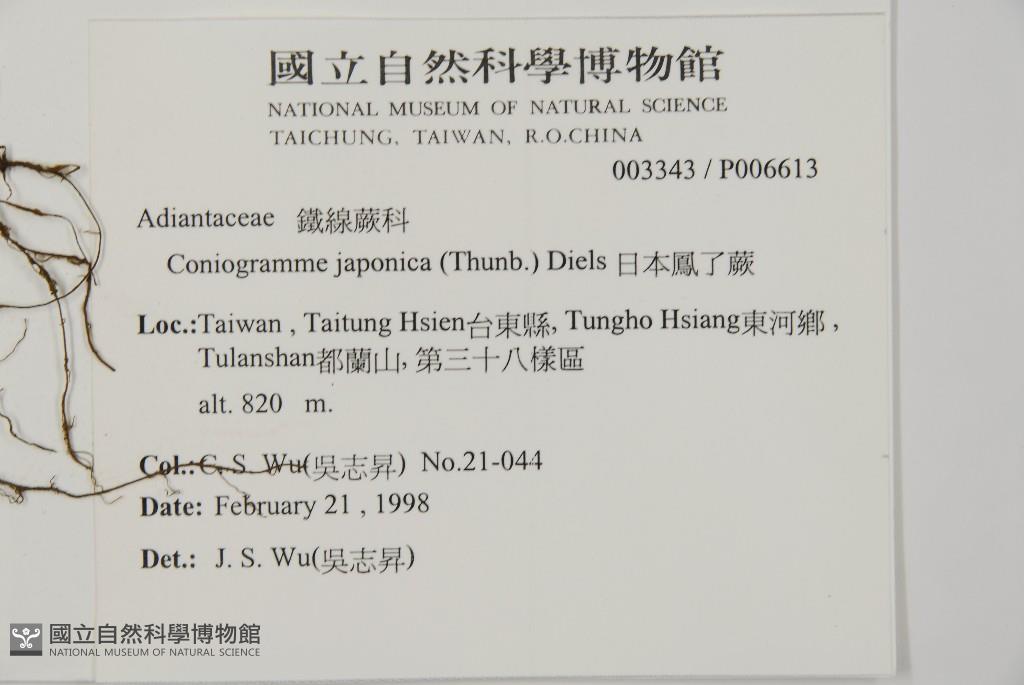 國立自然科學博物館
NATIONAL MUSEUM OF NATURAL SCIENCE
TAICHUNG, TAIWAN, R.O.CHINA
003343 / P006613
Adiantaceae 鐵線蕨科
Coniogramme japonica (Thunb.) Diels 日本鳳了蕨
Loc.:Taiwan , Taitung Hsien台東縣, Tungho Hsiang東河鄉 ,
Tulanshan都蘭山, 第三十八樣區
alt. 820 m.
Col.:C. S. Wu(吳志昇) No.21-044
Date: February 21 , 1998
Det.: J. S. Wu(吳志昇)
國立自然科學博物館
NATIONAL MUSEUM OF NATURAL SCIENCE